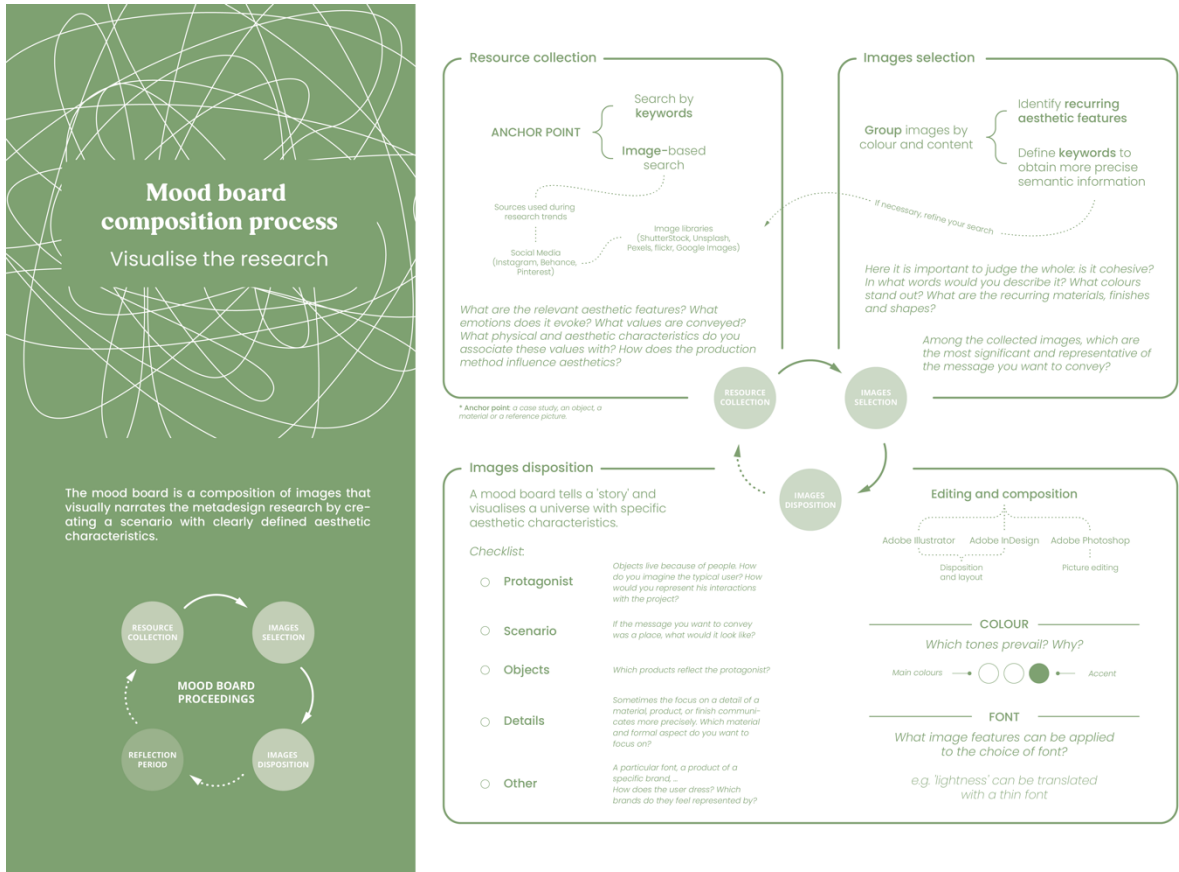 Mood board
composition process
Visualise the research
The mood board is a composition of images that
visually narrates the metadesign research by cre-
ating a scenario with clearly defined aesthetic
characteristics.
RESOURCE
COLLECTION
IMAGES
SELECTION
MOOD BOARD
PROCEEDINGS
REFLECTION
PERIOD
IMAGES
DISPOSITION
Resource collection
ANCHOR POINT
Search by
keywords
Image-based
search
Sources used during
research trends
Social Media
(Instagram, Behance,
Pinterest)
Image libraries
(ShutterStock, Unsplash,
Pexels, flickr, Google Images)
What are the relevant aesthetic features? What
emotions does it evoke? What values are conveyed?
What physical and aesthetic characteristics do you
associate these values with? How does the production
method influence aesthetics?
* Anchor point: a case study, an object, a
material or a reference picture.
Images selection
Group images by
colour and content
Identify recurring
aesthetic features
Define keywords to
obtain more precise
semantic information
If necessary, refine your search
Here it is important to judge the whole: is it cohesive?
In what words would you describe it? What colours
stand out? What are the recurring materials, finishes
and shapes?
Among the collected images, which are
the most significant and representative of
the message you want to convey?
RESOURCE
COLLECTION
IMAGES
SELECTION
IMAGES
DISPOSITION
Images disposition
A mood board tells a 'story' and
visualises a universe with specific
aesthetic characteristics.
Checklist:
Protagonist
Objects live because of people. How
do you imagine the typical user? How
would you represent his interactions
with the project?
Scenario
If the message you want to convey
was a place, what would it look like?
Objects
Which products reflect the protagonist?
Details
Sometimes the focus on a detail of a
material, product, or finish communi-
cates more precisely. Which material
and formal aspect do you want to
focus on?
Other
A particular font, a product of a
specific brand, ...
How does the user dress? Which
brands do they feel represented by?
Editing and composition
Adobe Illustrator
Adobe InDesign
Adobe Photoshop
Disposition
and layout
Picture editing
COLOUR
Which tones prevail? Why?
Main colours
Accent
FONT
What image features can be applied
to the choice of font?
e.g. 'lightness' can be translated
with a thin font